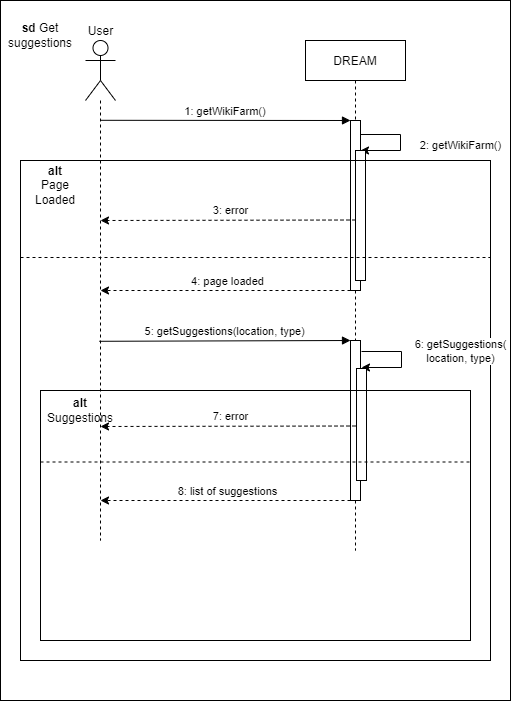 sd Get
suggestions
User
DREAM
1: getWikiFarm()
2: getWikiFarm()
alt
Page
Loaded
3: error
4: page loaded
5: getSuggestions(location, type)
6: getSuggestions(
location, type)
alt
Suggestions
7: error
8: list of suggestions